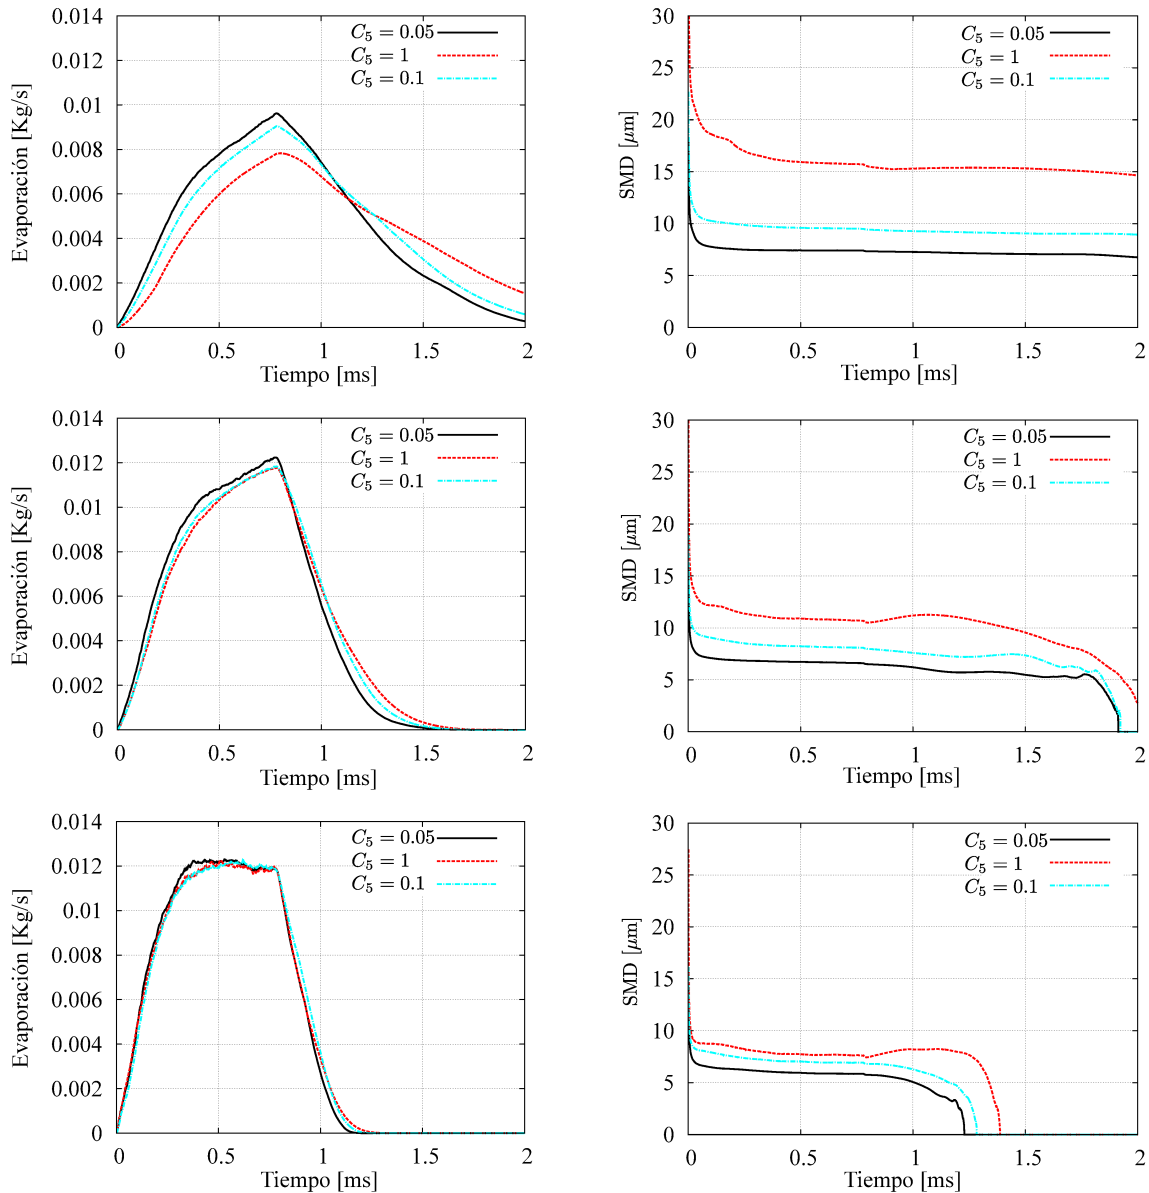 0.014
0.012
0.01
0.008
0.006
0.004
0.002
0
Evaporación [Kg/s]
C₅ = 0.05
C₅ = 1
C₅ = 0.1
0 0.5 1 1.5 2
Tiempo [ms]
30
25
20
15
10
5
0
SMD [μm]
C₅ = 0.05
C₅ = 1
C₅ = 0.1
0 0.5 1 1.5 2
Tiempo [ms]
0.014
0.012
0.01
0.008
0.006
0.004
0.002
0
Evaporación [Kg/s]
C₅ = 0.05
C₅ = 1
C₅ = 0.1
0 0.5 1 1.5 2
Tiempo [ms]
30
25
20
15
10
5
0
SMD [μm]
C₅ = 0.05
C₅ = 1
C₅ = 0.1
0 0.5 1 1.5 2
Tiempo [ms]
0.014
0.012
0.01
0.008
0.006
0.004
0.002
0
Evaporación [Kg/s]
C₅ = 0.05
C₅ = 1
C₅ = 0.1
0 0.5 1 1.5 2
Tiempo [ms]
30
25
20
15
10
5
0
SMD [μm]
C₅ = 0.05
C₅ = 1
C₅ = 0.1
0 0.5 1 1.5 2
Tiempo [ms]